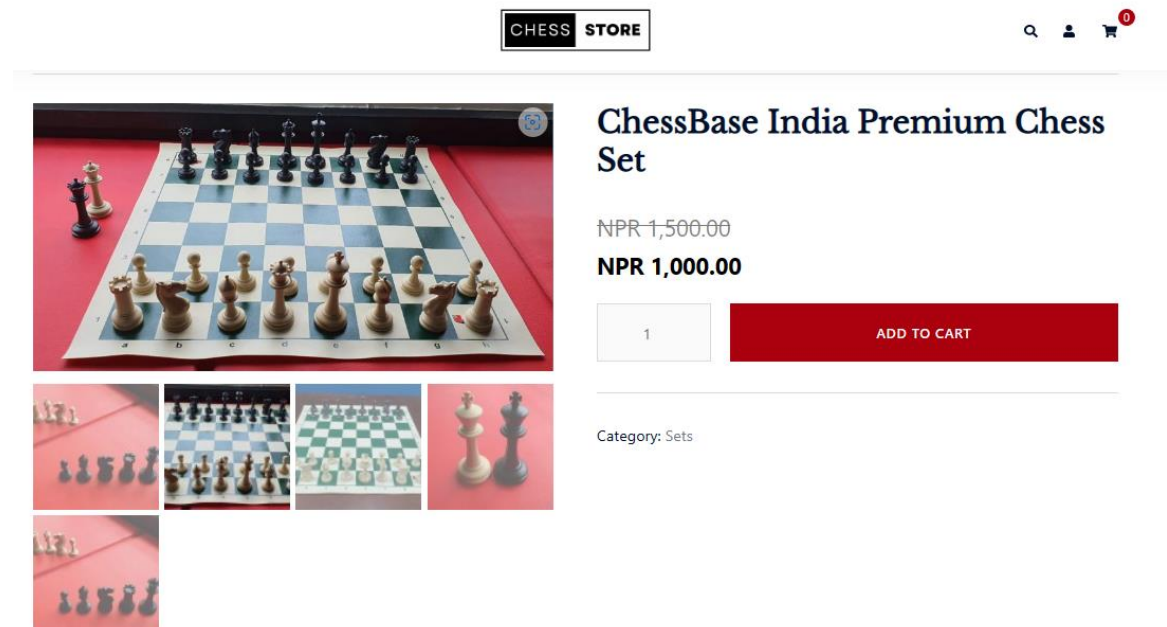 CHESS STORE
0
ChessBase India Premium Chess
Set
NPR 1,500.00
NPR 1,000.00
1
ADD TO CART
Category: Sets
a b c d e f g h